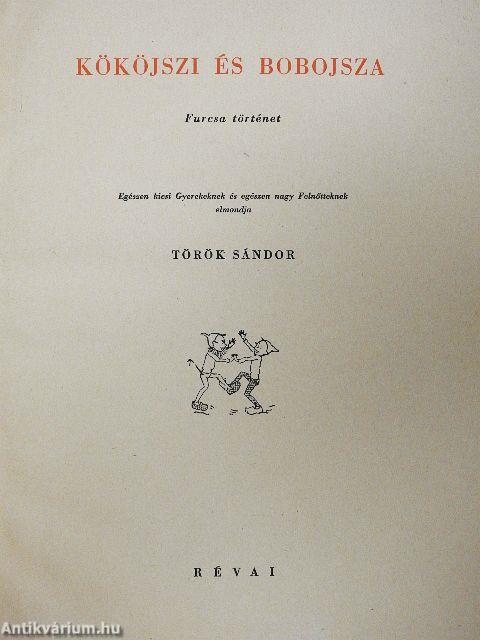 KÖKÖJSZI ÉS BOBOJSZA
Furcsa történet
Egészen kicsi Gyerekeknek és egészen nagy Felnőtteknek
elmondja
TÖRÖK SÁNDOR
RÉVAI
Antikvárium.hu